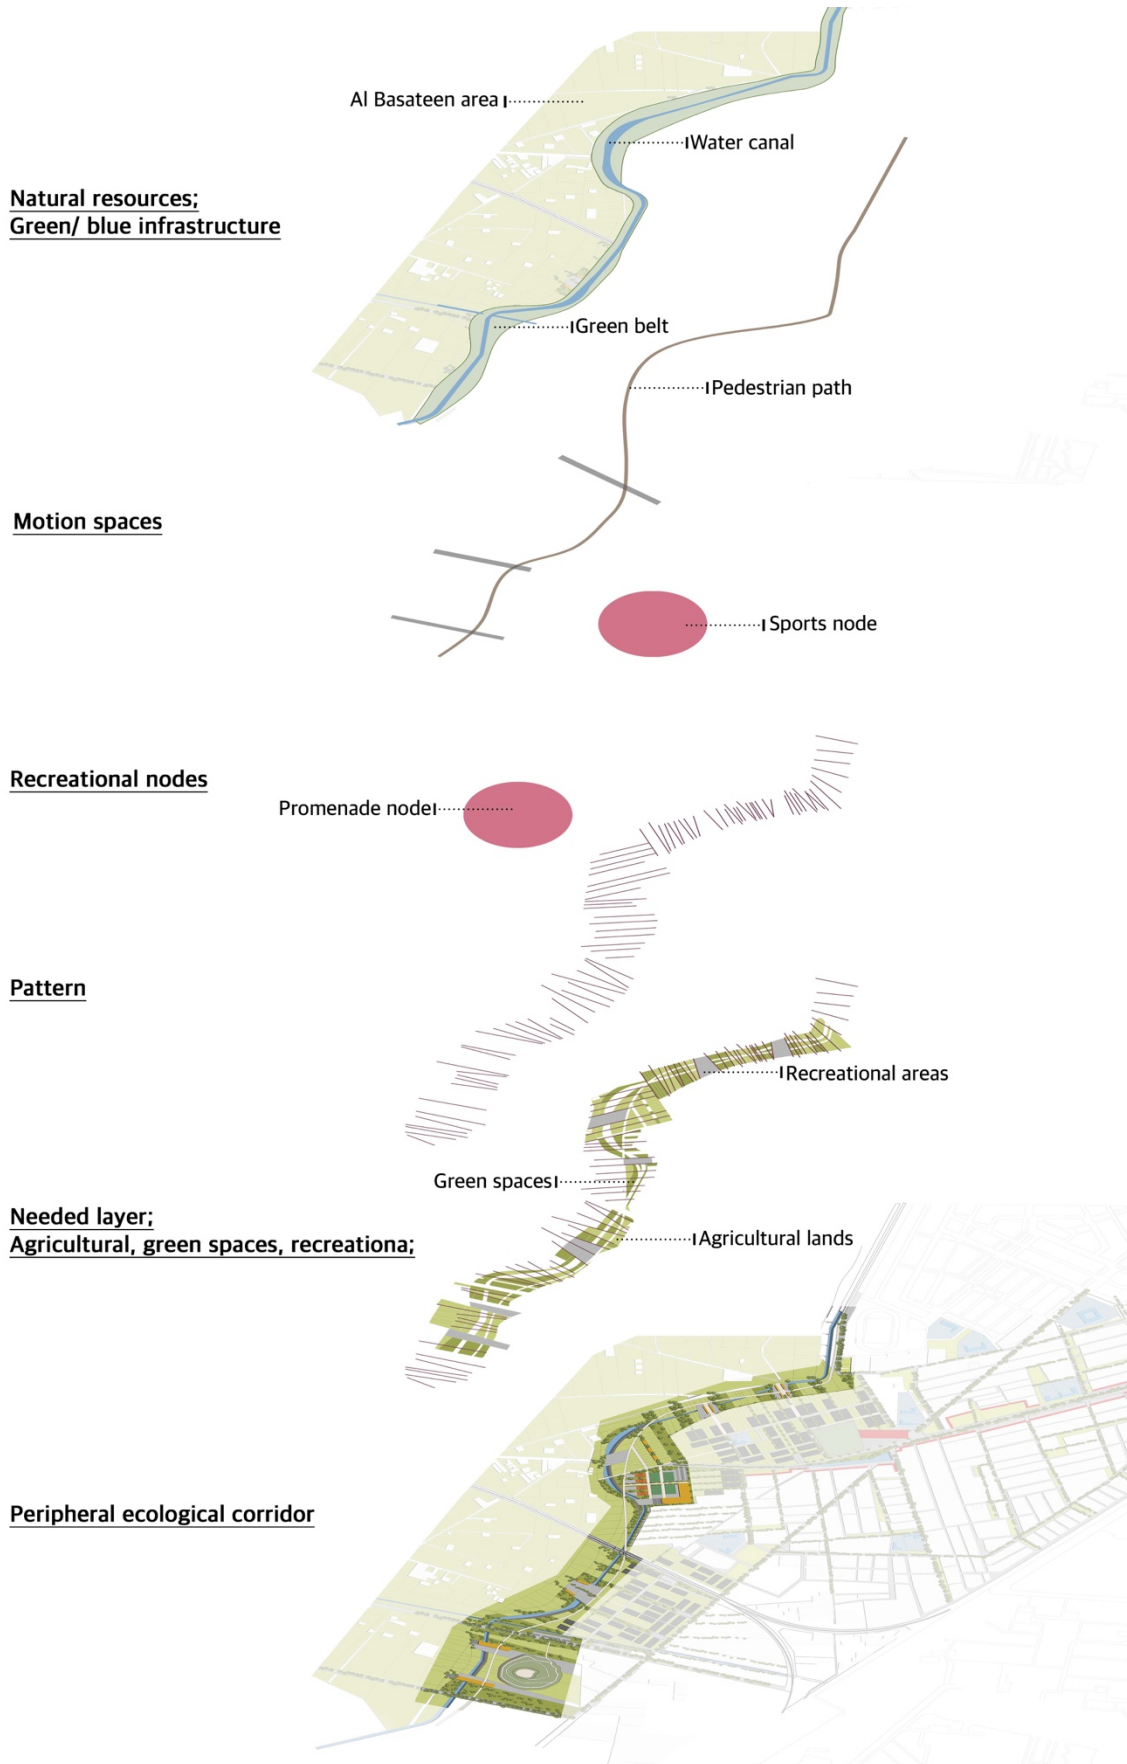 Al Basateen area
Water canal
Natural resources;
Green/ blue infrastructure
Green belt
Pedestrian path
Motion spaces
Sports node
Recreational nodes
Promenade node
Pattern
Recreational areas
Green spaces
Needed layer;
Agricultural, green spaces, recreationa;
Agricultural lands
Peripheral ecological corridor